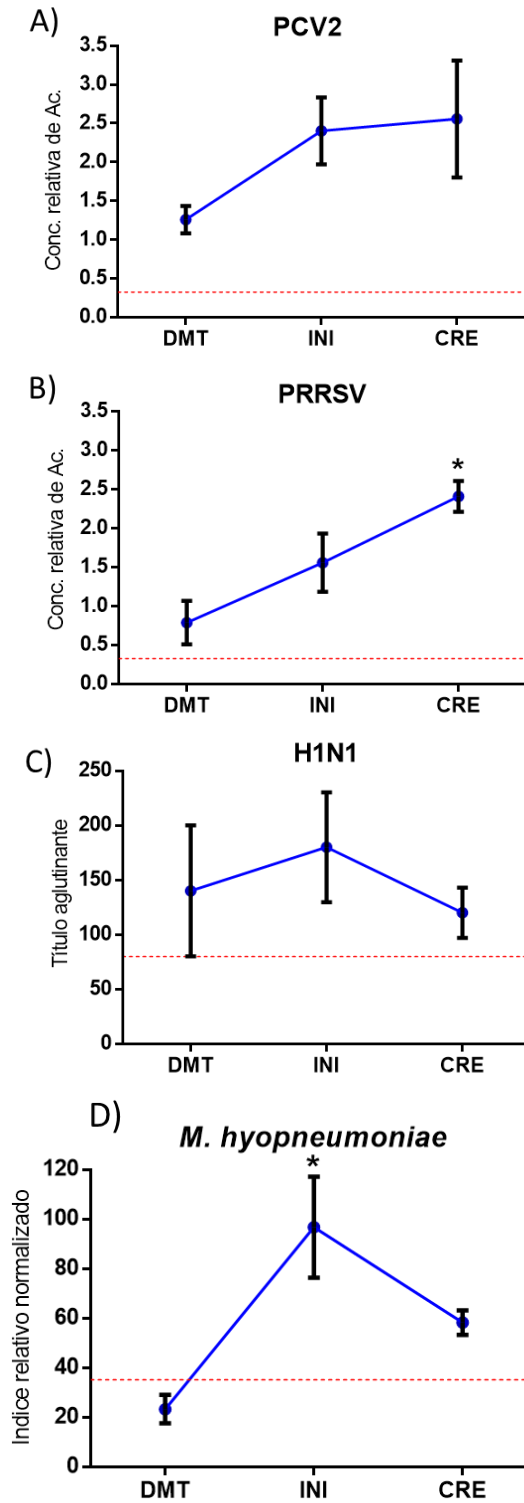 A)
PCV2
Conc. relativa de Ac.
3.5
3.0
2.5
2.0
1.5
1.0
0.5
0.0
DMT INI CRE
B)
PRRSV
Conc. relativa de Ac.
3.5
3.0
2.5
2.0
1.5
1.0
0.5
0.0
*
DMT INI CRE
C)
H1N1
Titulo aglutinante
250
200
150
100
50
0
DMT INI CRE
D)
M. hyopneumoniae
Indice relativo normalizado
120
100
80
60
40
20
0
*
DMT INI CRE